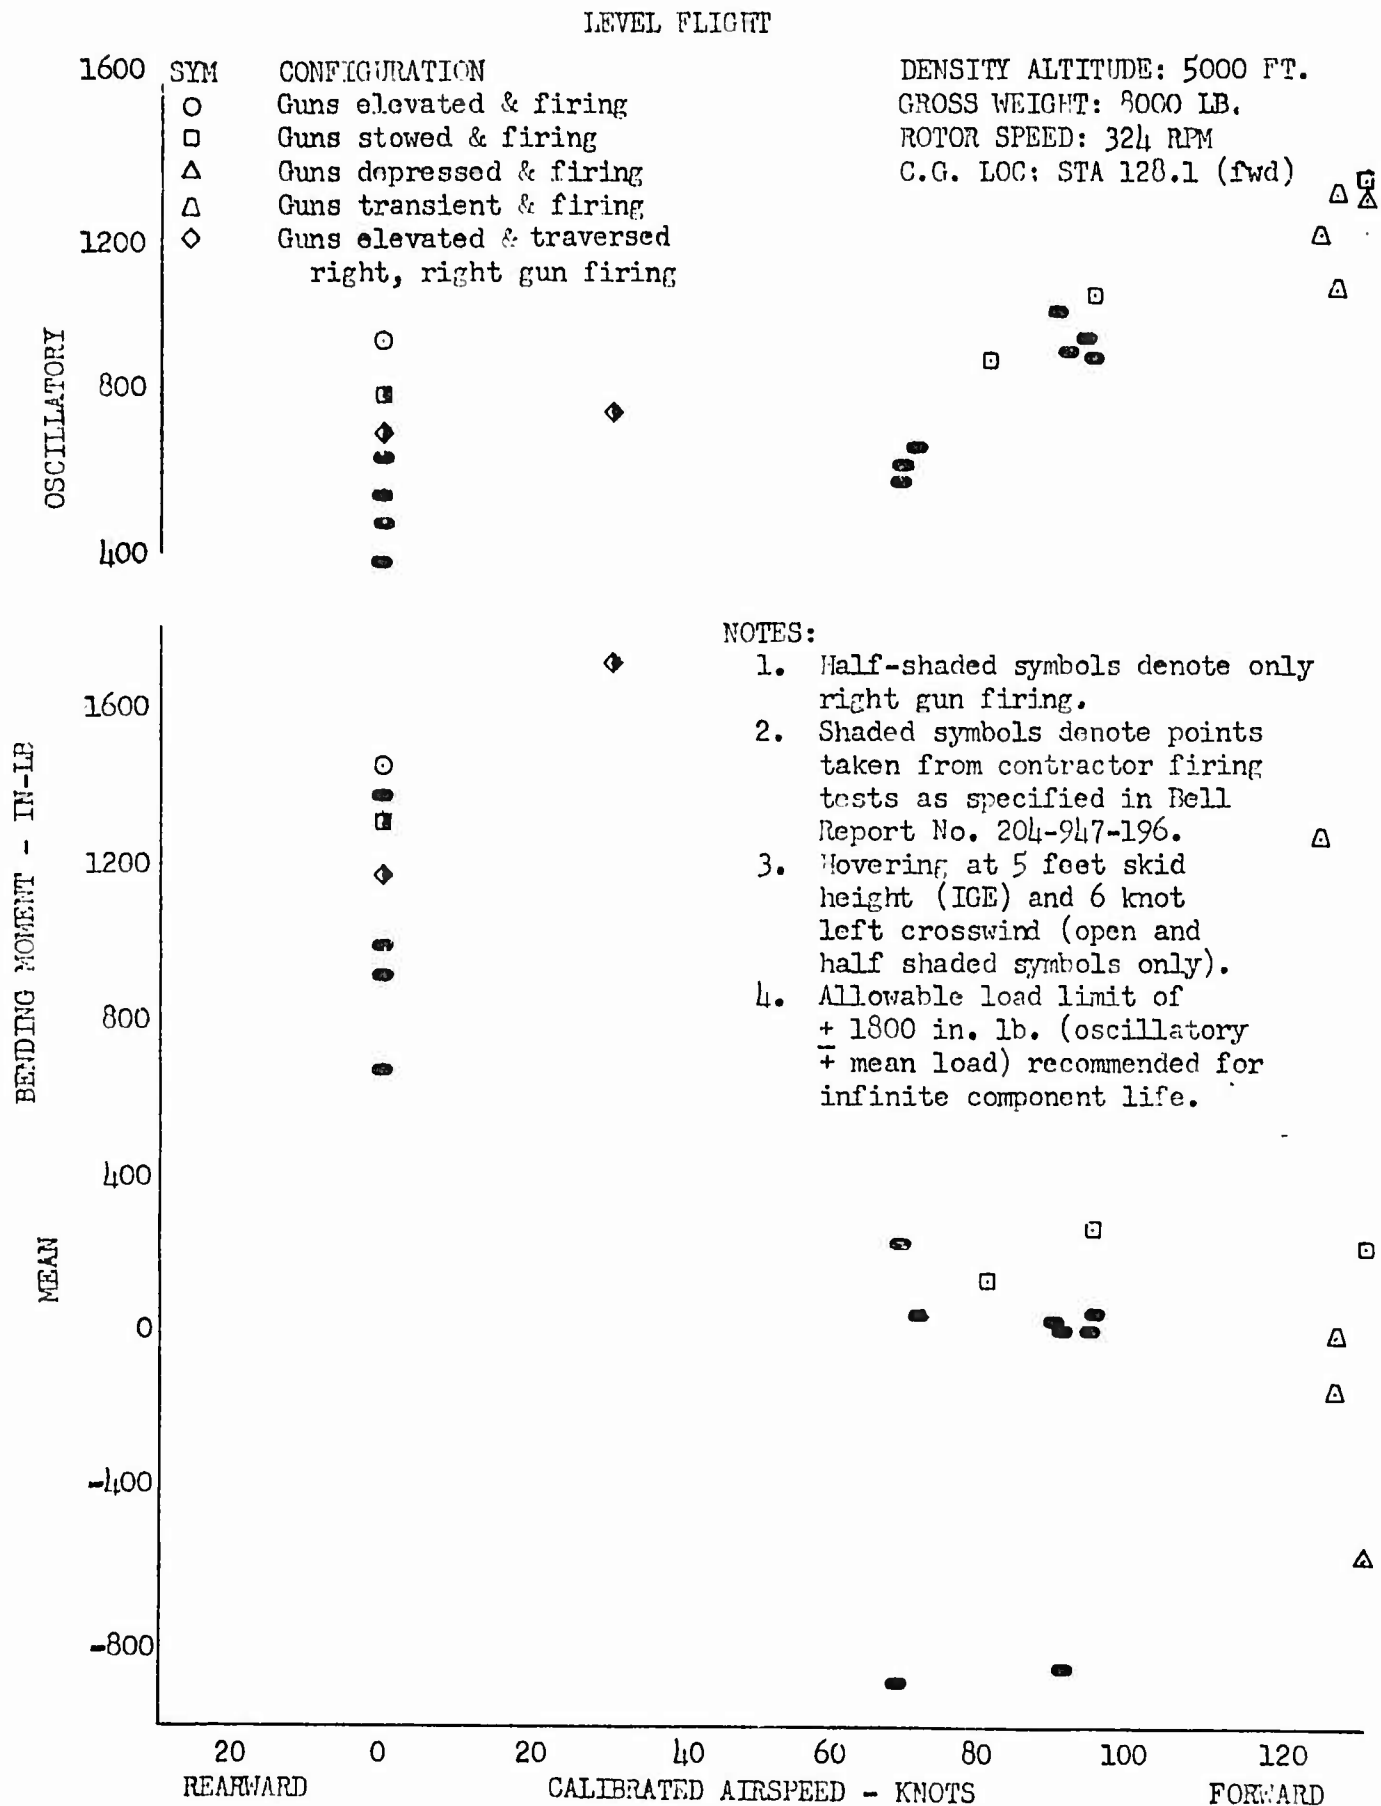 LEVEL FLIGHT
SYM CONFIGURATION
Guns elevated & firing
Guns stowed & firing
Guns depressed & firing
Guns transient & firing
Guns elevated & traversed
right, right gun firing
DENSITY ALTITUDE: 5000 FT.
GROSS WEIGHT: 8000 LB.
ROTOR SPEED: 324 RPM
C.G. LOC: STA 128.1 (fwd)
1600
1200
800
400
OSCILLATORY
NOTES:
1. Half-shaded symbols denote only
right gun firing.
2. Shaded symbols denote points
taken from contractor firing
tests as specified in Bell
Report No. 204-947-196.
3. Hovering at 5 feet skid
height (IGE) and 6 knot
left crosswind (open and
half shaded symbols only).
4. Allowable load limit of
± 1800 in. lb. (oscillatory
+ mean load) recommended for
infinite component life.
1600
1200
800
400
0
-400
-800
BENDING MOMENT - IN-LB
MEAN
20 0 20 40 60 80 100 120
REARWARD CALIBRATED AIRSPEED - KNOTS FORWARD